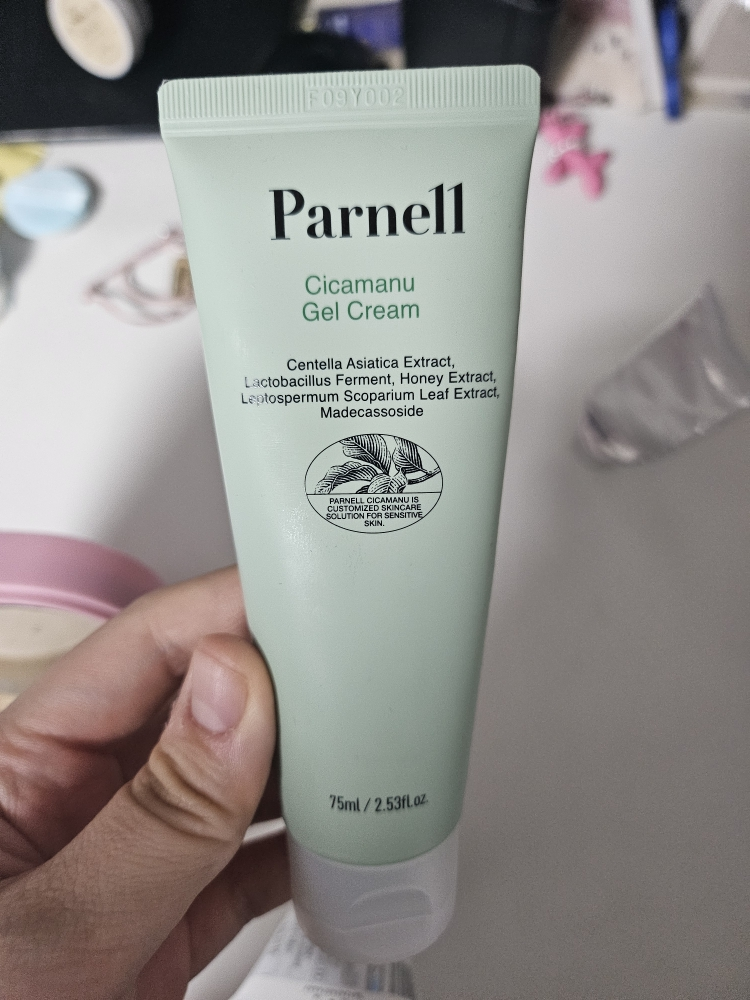 F09Y002
Parnell
Cicamanu
Gel Cream
Centella Asiatica Extract,
Lactobacillus Ferment, Honey Extract,
Leptospermum Scoparium Leaf Extract,
Madecassoside
PARNELL CICAMANU IS
CUSTOMIZED SKINCARE
SOLUTION FOR SENSITIVE
SKIN.
75ml / 2.53fl.oz.